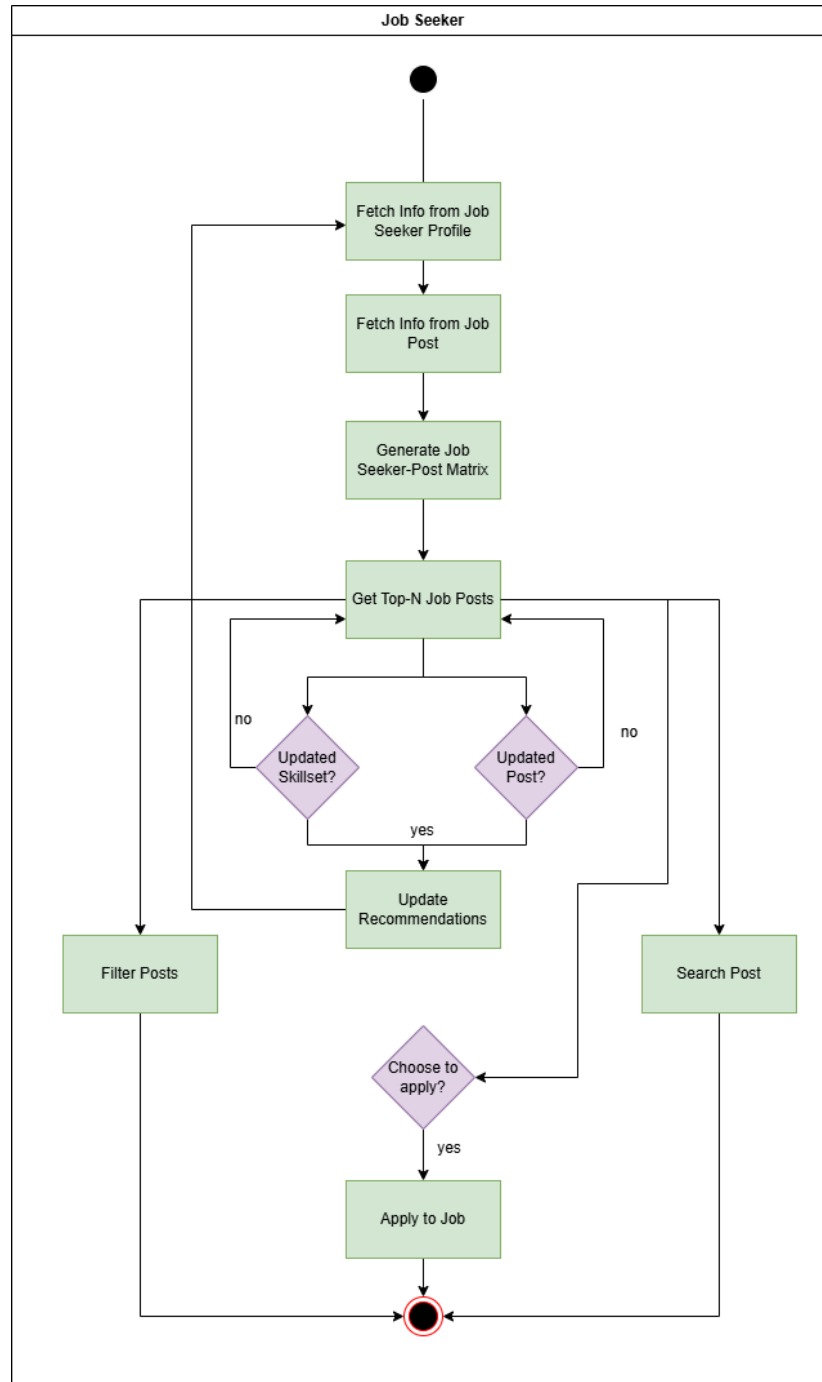 Job Seeker
Fetch Info from Job
Seeker Profile
Fetch Info from Job
Post
Generate Job
Seeker-Post Matrix
Get Top-N Job Posts
no
Updated
Skillset?
Updated
Post?
no
yes
Update
Recommendations
Filter Posts
Search Post
Choose to
apply?
yes
Apply to Job